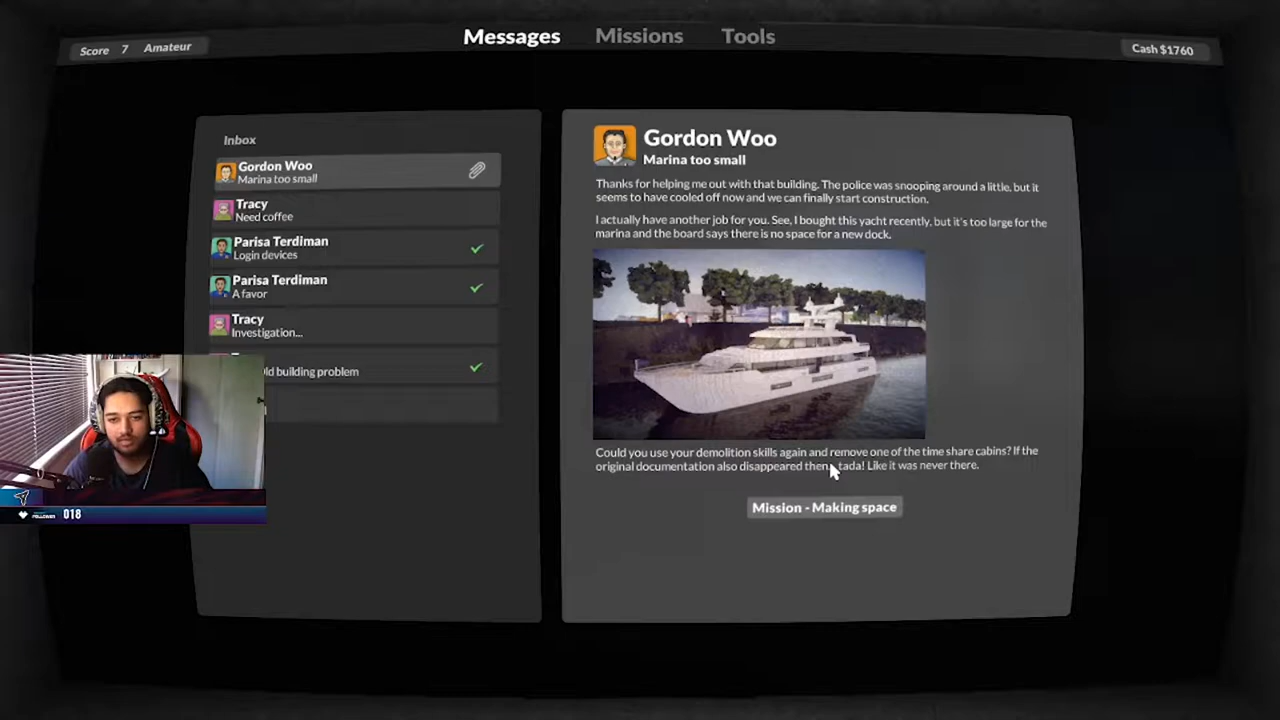 Messages
Missions
Tools
Score 7 Amateur
Cash $1760
Inbox
Gordon Woo
Marina too small
Tracy
Need coffee
Parisa Terdiman
Login devices
Parisa Terdiman
A favor
Tracy
Investigation...
ld building problem
Gordon Woo
Marina too small
Thanks for helping me out with that building. The police was snooping around a little, but it
seems to have cooled off now and we can finally start construction.
I actually have another job for you. See, I bought this yacht recently, but it's too large for the
marina and the board says there is no space for a new dock.
Could you use your demolition skills again and remove one of the time share cabins? If the
original documentation also disappeared then, tada! Like it was never there.
Mission - Making space
FOLLOWER
018